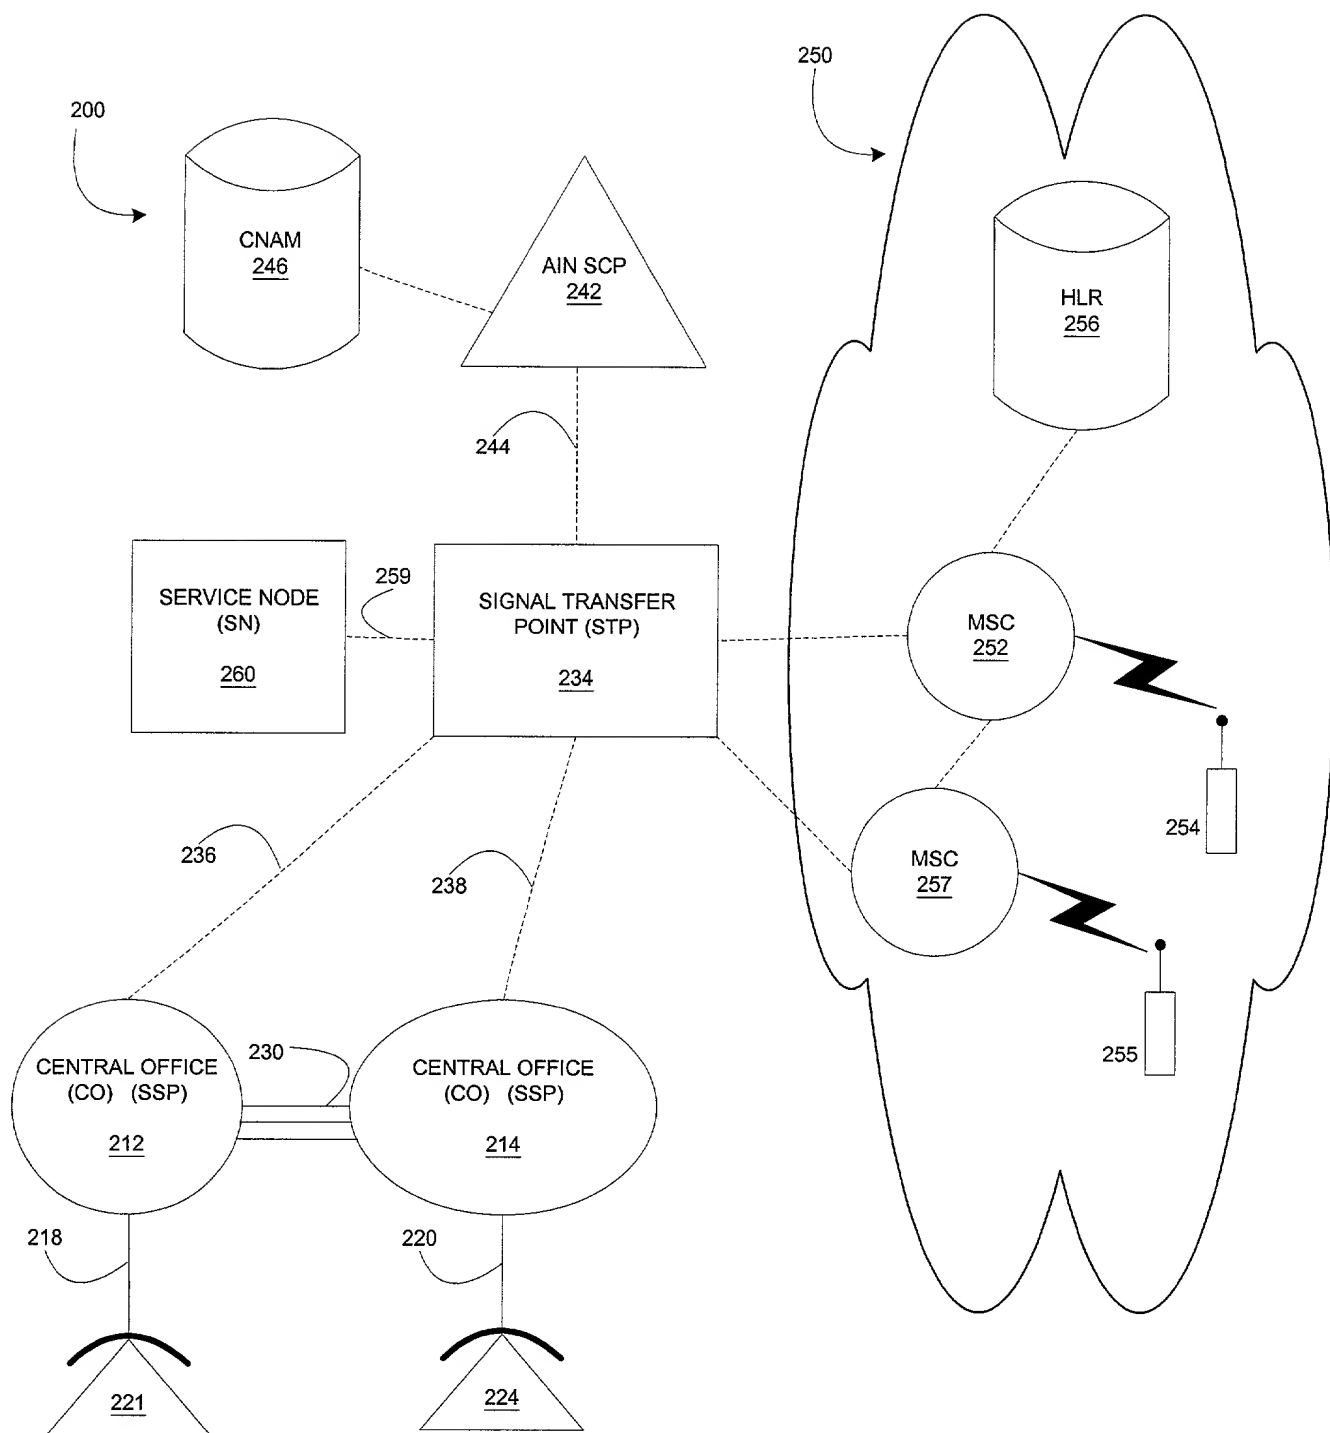 200
250
CNAM
246
AIN SCP
242
HLR
256
244
SERVICE NODE
(SN)
260
259
SIGNAL TRANSFER
POINT (STP)
234
MSC
252
254
236
238
MSC
257
255
CENTRAL OFFICE
(CO) (SSP)
212
230
CENTRAL OFFICE
(CO) (SSP)
214
218
220
221
224